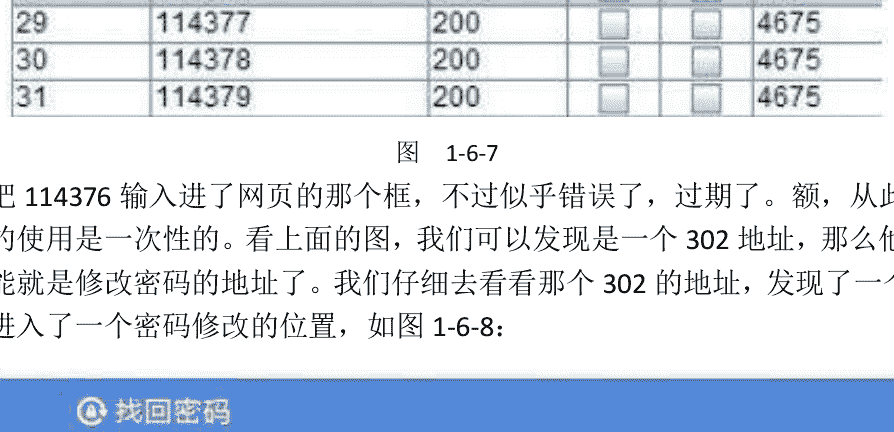 29 114377 200 4675
30 114378 200 4675
31 114379 200 4675
图 1-6-7
把 114376 输入进了网页的那个框，不过似乎错误了，过期了。额，从此
的使用是一次性的。看上面的图，我们可以发现是一个 302 地址，那么他
能就是修改密码的地址了。我们仔细去看看那个 302 的地址，发现了一个
进入了一个密码修改的位置，如图 1-6-8：
找回密码